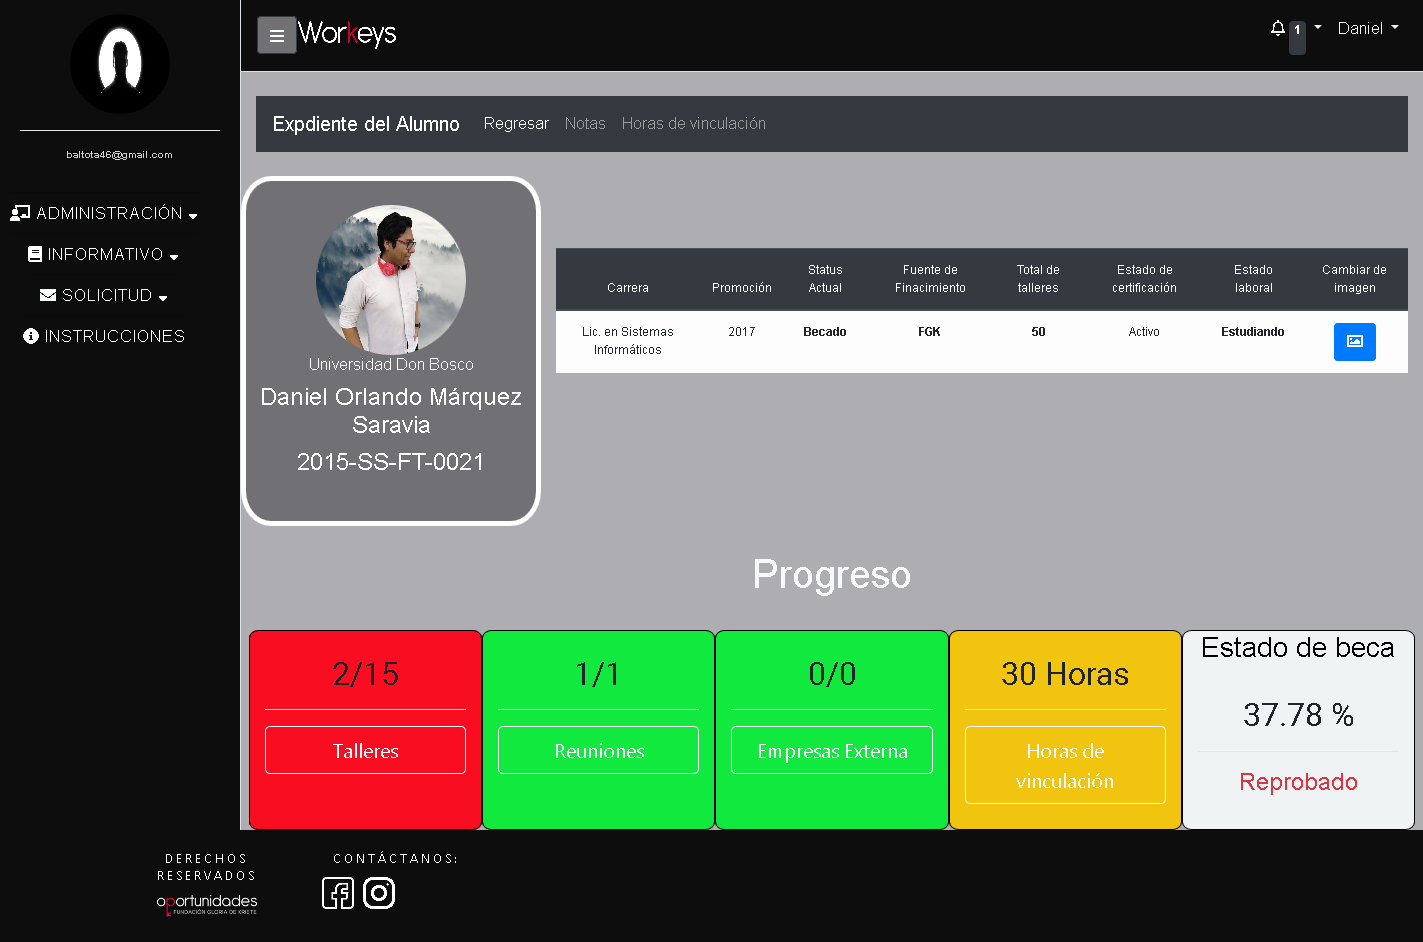 Workeys
1
Daniel
baltota46@gmail.com
ADMINISTRACIÓN
INFORMATIVO
SOLICITUD
INSTRUCCIONES
Expdiente del Alumno Regresar Notas Horas de vinculación
Universidad Don Bosco
Daniel Orlando Márquez
Saravia
2015-SS-FT-0021
Carrera Promoción Status Actual Fuente de Finacimiento Total de talleres Estado de certificación Estado laboral Cambiar de imagen
Lic. en Sistemas Informáticos 2017 Becado FGK 50 Activo Estudiando
Progreso
2/15
Talleres
1/1
Reuniones
0/0
Empresas Externa
30 Horas
Horas de
vinculación
Estado de beca
37.78 %
Reprobado
DERECHOS
RESERVADOS
oportunidades
FUNDACIÓN GLORIA DE KRIETE
CONTÁCTANOS: